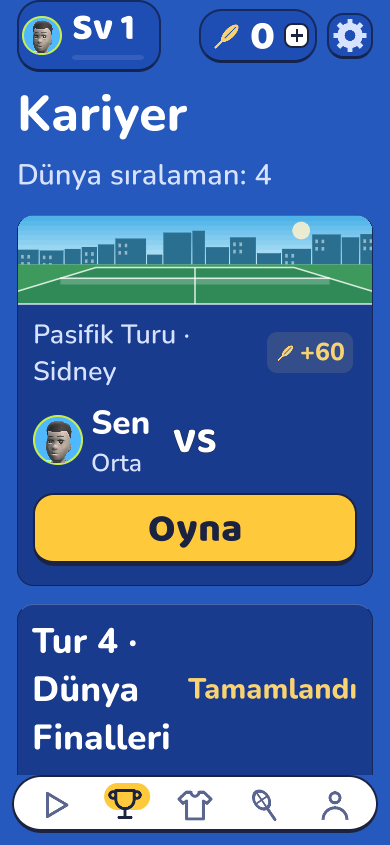 Sv 1
0
Kariyer
Dünya sıralaman: 4
Pasifik Turu ·
Sidney
+60
Sen
Orta
vs
Oyna
Tur 4 ·
Dünya
Finalleri
Tamamlandı